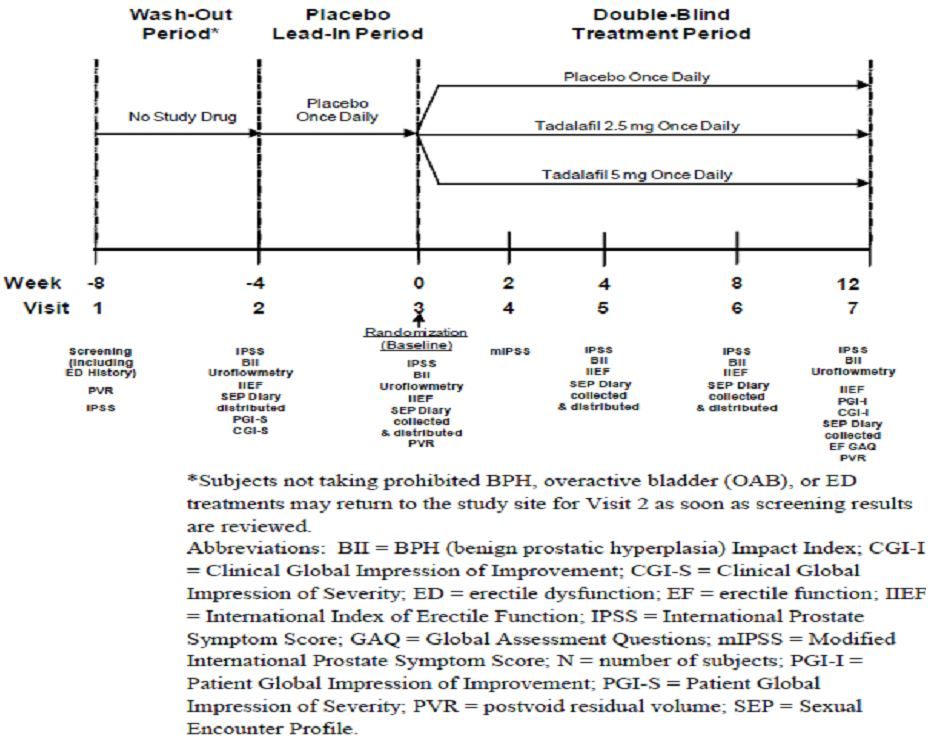 Wash-Out
Period*
Placebo
Lead-In Period
Double-Blind
Treatment Period
No Study Drug
Placebo
Once Daily
Placebo Once Daily
Tadalafil 2.5 mg Once Daily
Tadalafil 5 mg Once Daily
Week -8 -4 0 2 4 8 12
Visit 1 2 3 4 5 6 7
Screening
(Including
ED History)
PVR
IPSS
IPSS
BII
Uroflowmetry
IIEF
SEP Diary
distributed
PGI-S
CGI-S
Randomization
(Baseline)
IPSS
BII
Uroflowmetry
IIEF
SEP Diary
collected
& distributed
PVR
mIPSS
IPSS
BII
IIEF
SEP Diary
collected
& distributed
IPSS
BII
IIEF
SEP Diary
collected
& distributed
IPSS
BII
Uroflowmetry
IIEF
PGI-I
CGI-I
SEP Diary
collected
EF GAQ
PVR
*Subjects not taking prohibited BPH, overactive bladder (OAB), or ED
treatments may return to the study site for Visit 2 as soon as screening results
are reviewed.
Abbreviations: BII = BPH (benign prostatic hyperplasia) Impact Index; CGI-I
= Clinical Global Impression of Improvement; CGI-S = Clinical Global
Impression of Severity; ED = erectile dysfunction; EF = erectile function; IIEF
= International Index of Erectile Function; IPSS = International Prostate
Symptom Score; GAQ = Global Assessment Questions; mIPSS = Modified
International Prostate Symptom Score; N = number of subjects; PGI-I =
Patient Global Impression of Improvement; PGI-S = Patient Global
Impression of Severity; PVR = postvoid residual volume; SEP = Sexual
Encounter Profile.